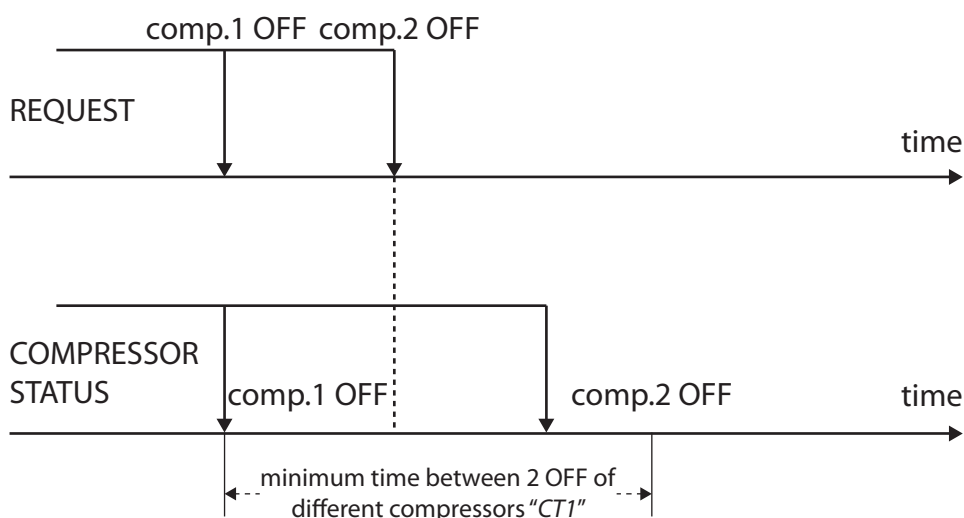 comp.1 OFF comp.2 OFF
REQUEST
time
COMPRESSOR
STATUS
comp.1 OFF
comp.2 OFF
time
minimum time between 2 OFF of
different compressors "CT1"